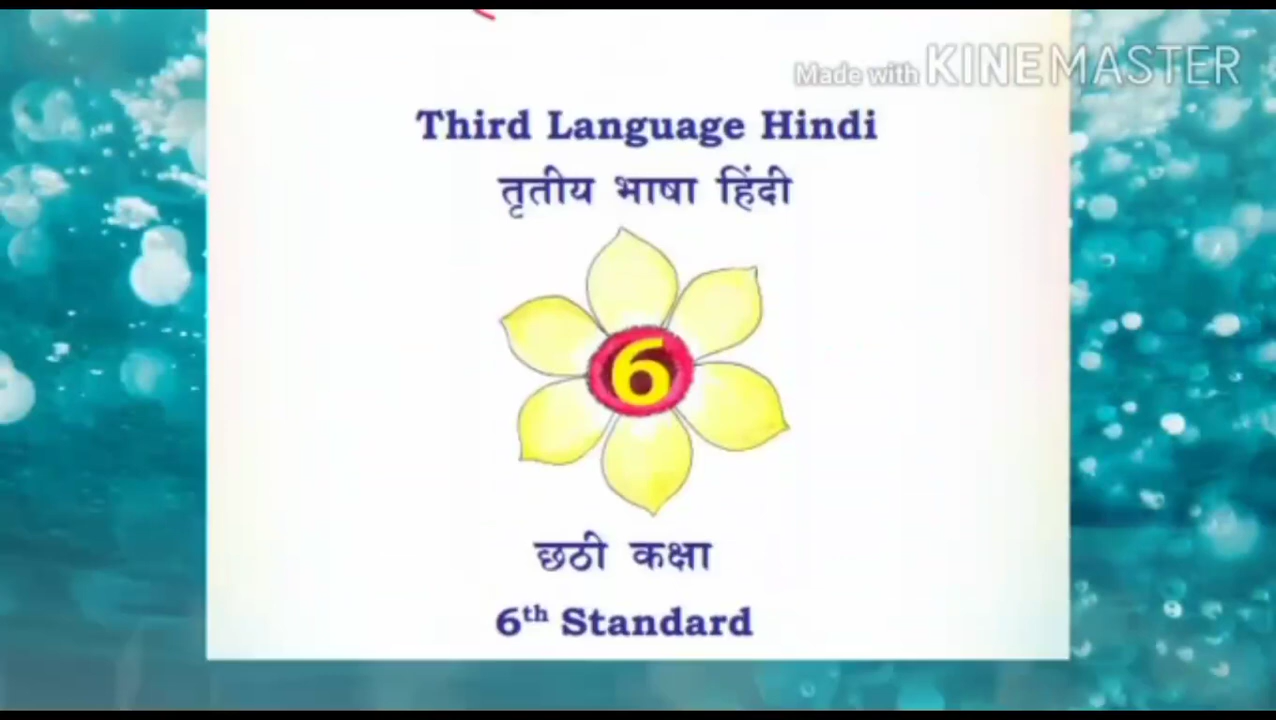 Made with KINEMASTER
Third Language Hindi
तृतीय भाषा हिंदी
6
छठी कक्षा
6th Standard